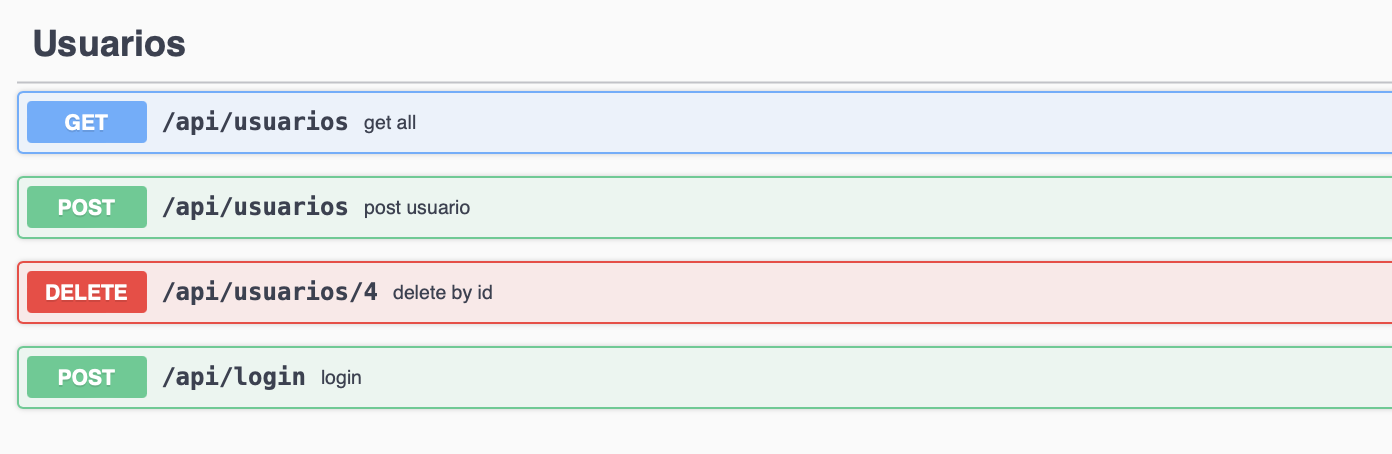 Usuarios
GET /api/usuarios get all
POST /api/usuarios post usuario
DELETE /api/usuarios/4 delete by id
POST /api/login login